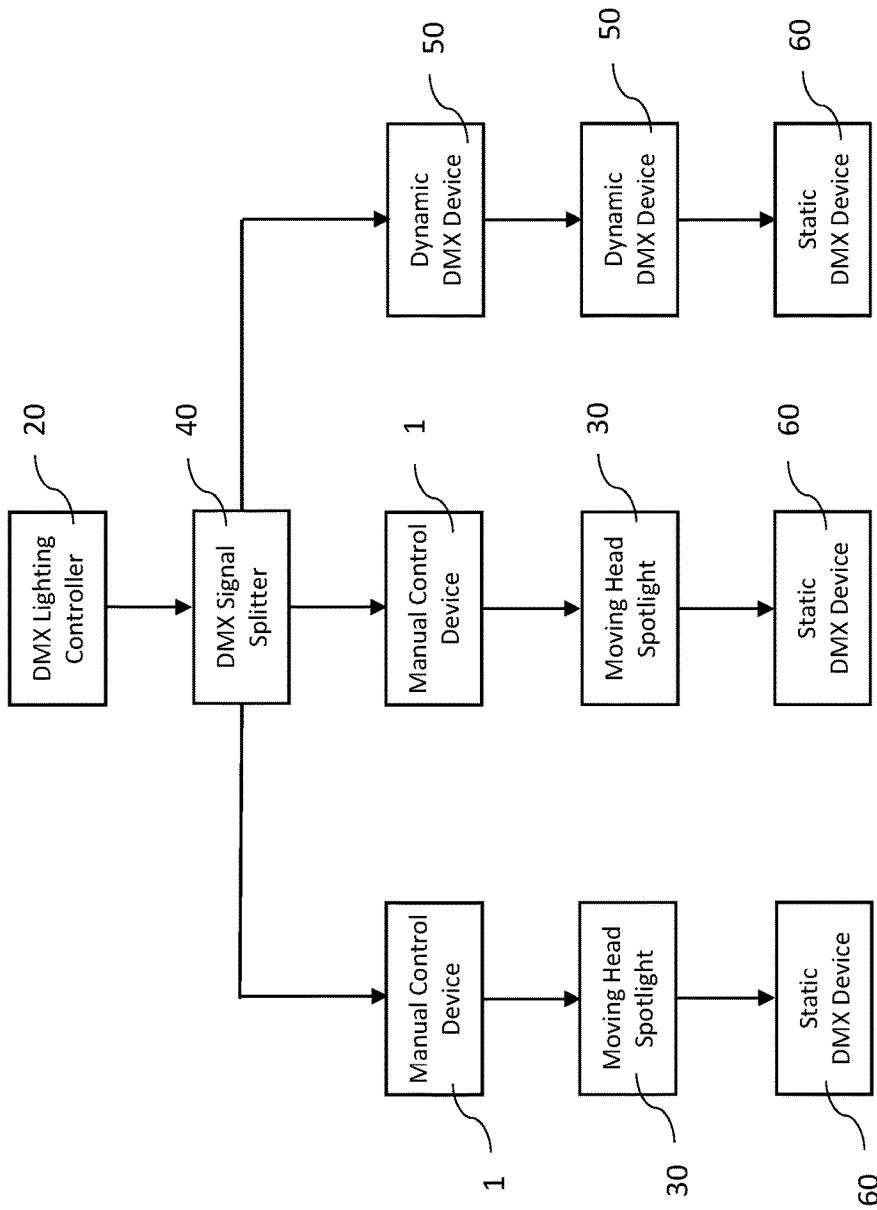 20
DMX Lighting
Controller
40
DMX Signal
Splitter
1
Manual Control
Device
1
Manual Control
Device
50
Dynamic
DMX Device
30
Moving Head
Spotlight
30
Moving Head
Spotlight
50
Dynamic
DMX Device
60
Static
DMX Device
60
Static
DMX Device
60
Static
DMX Device